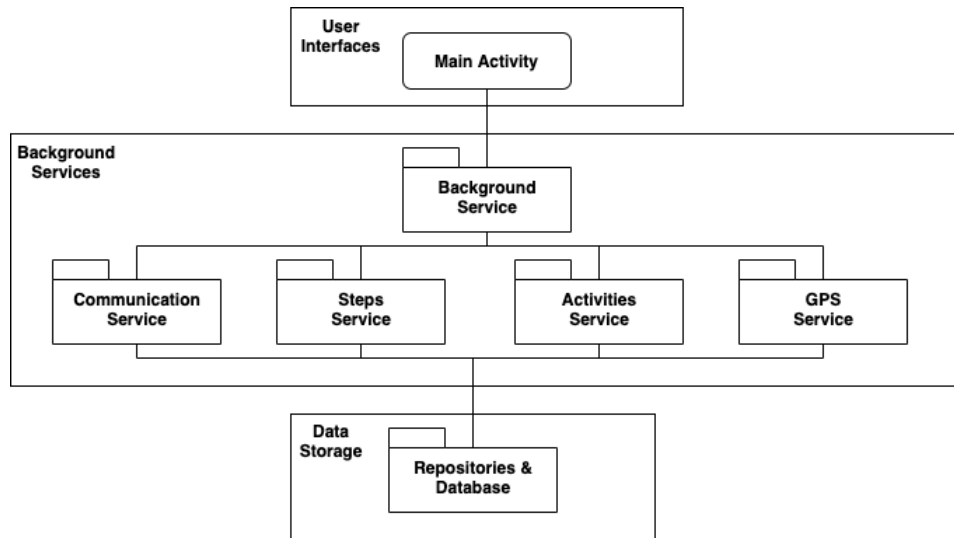 User
Interfaces
Main Activity
Background
Services
Background
Service
Communication
Service
Steps
Service
Activities
Service
GPS
Service
Data
Storage
Repositories &
Database